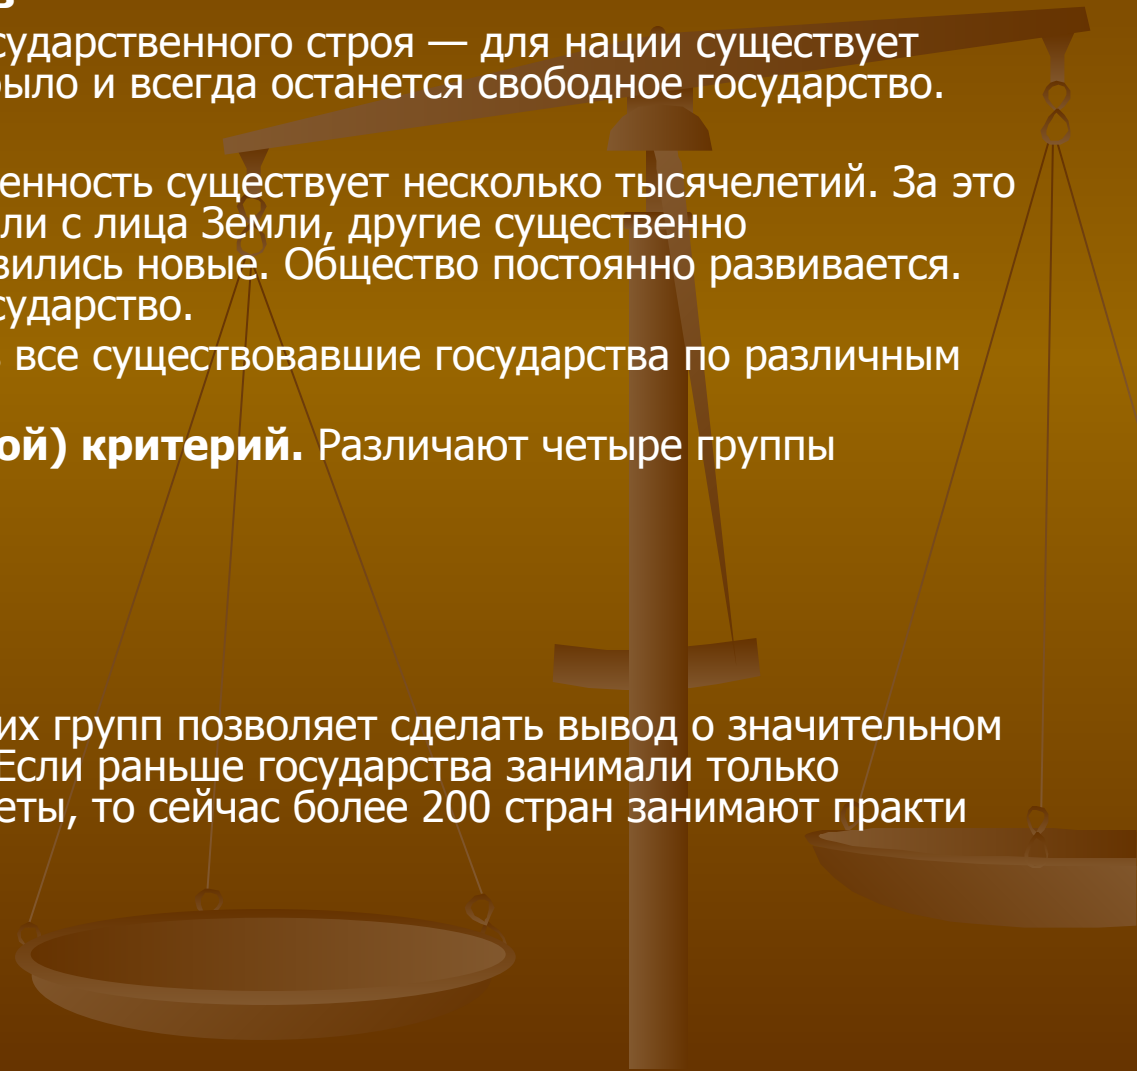 в
сударственного строя — для нации существует
было и всегда останется свободное государство.
енность существует несколько тысячелетий. За это
ли с лица Земли, другие существенно
вились новые. Общество постоянно развивается.
сударство.
все существовавшие государства по различным
ой) критерий. Различают четыре группы
их групп позволяет сделать вывод о значительном
Если раньше государства занимали только
еты, то сейчас более 200 стран занимают практи